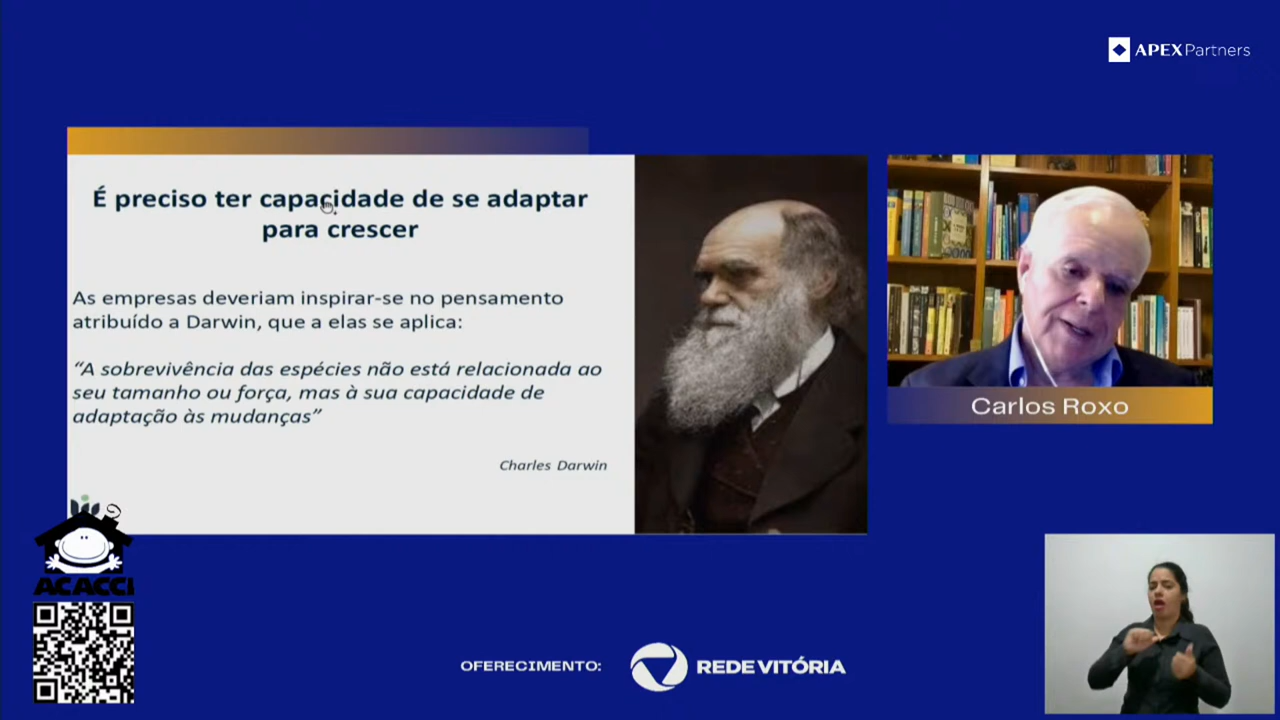 APEX Partners
É preciso ter capacidade de se adaptar
para crescer
As empresas deveriam inspirar-se no pensamento
atribuído a Darwin, que a elas se aplica:
“A sobrevivência das espécies não está relacionada ao
seu tamanho ou força, mas à sua capacidade de
adaptação às mudanças”
Charles Darwin
Carlos Roxo
ACACCI
OFERECIMENTO:
REDE VITÓRIA